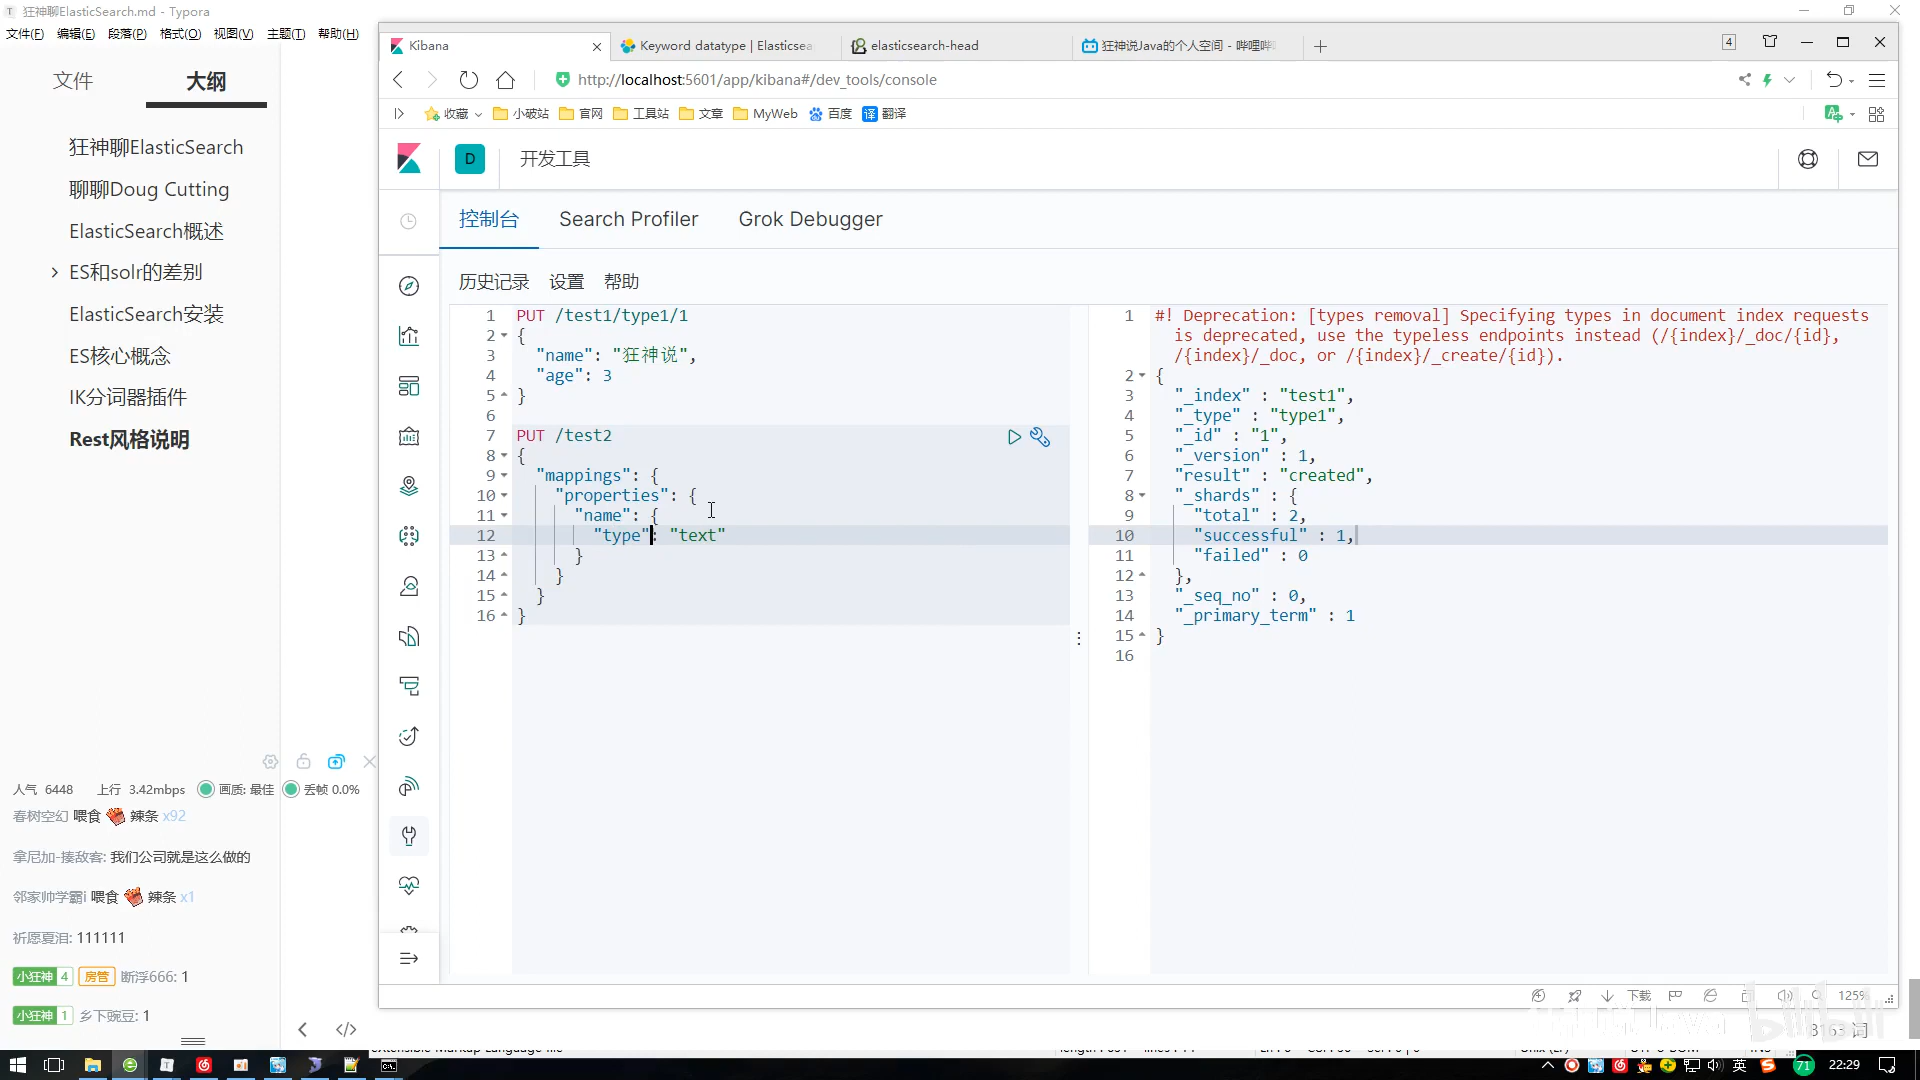 狂神聊ElasticSearch.md - Typora
文件(F) 编辑(E) 段落(P) 格式(O) 视图(V) 主题(T) 帮助(H)
文件 大纲
狂神聊ElasticSearch
聊聊Doug Cutting
ElasticSearch概述
ES和solr的差别
ElasticSearch安装
ES核心概念
IK分词器插件
Rest风格说明
人气 6448 上行 3.42mbps 画质: 最佳 丢帧 0.0%
春树空幻 喂食 辣条 x92
拿尼加-揍敌客: 我们公司就是这么做的
邻家帅学霸i 喂食 辣条 x1
祈愿夏泪: 111111
小狂神 4 房管 断浮666: 1
小狂神 1 乡下豌豆: 1
Kibana
Keyword datatype | Elasticsea
elasticsearch-head
狂神说Java的个人空间 - 哔哩哔
4
http://localhost:5601/app/kibana#/dev_tools/console
收藏 小破站 官网 工具站 文章 MyWeb 百度 译 翻译
D 开发工具
控制台 Search Profiler Grok Debugger
历史记录 设置 帮助
1 PUT /test1/type1/1
2 {
3 "name": "狂神说",
4 "age": 3
5 }
6
7 PUT /test2
8 {
9 "mappings": {
10 "properties": {
11 "name": {
12 "type": "text"
13 }
14 }
15 }
16 }
1 #! Deprecation: [types removal] Specifying types in document index requests
is deprecated, use the typeless endpoints instead (/{index}/_doc/{id},
/{index}/_doc, or /{index}/_create/{id}).
2 {
3 "_index" : "test1",
4 "_type" : "type1",
5 "_id" : "1",
6 "_version" : 1,
7 "result" : "created",
8 "_shards" : {
9 "total" : 2,
10 "successful" : 1,
11 "failed" : 0
12 },
13 "_seq_no" : 0,
14 "_primary_term" : 1
15 }
16
下载 125%
8163 词
英 71 22:29